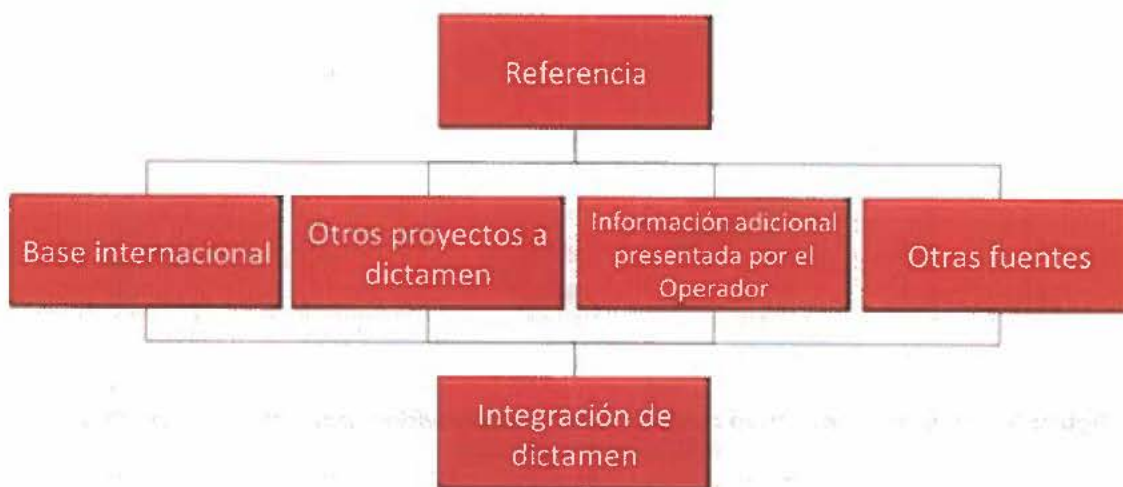 Referencia
Base internacional
Otros proyectos a
dictamen
Información adicional
presentada por el
Operador
Otras fuentes
Integración de
dictamen